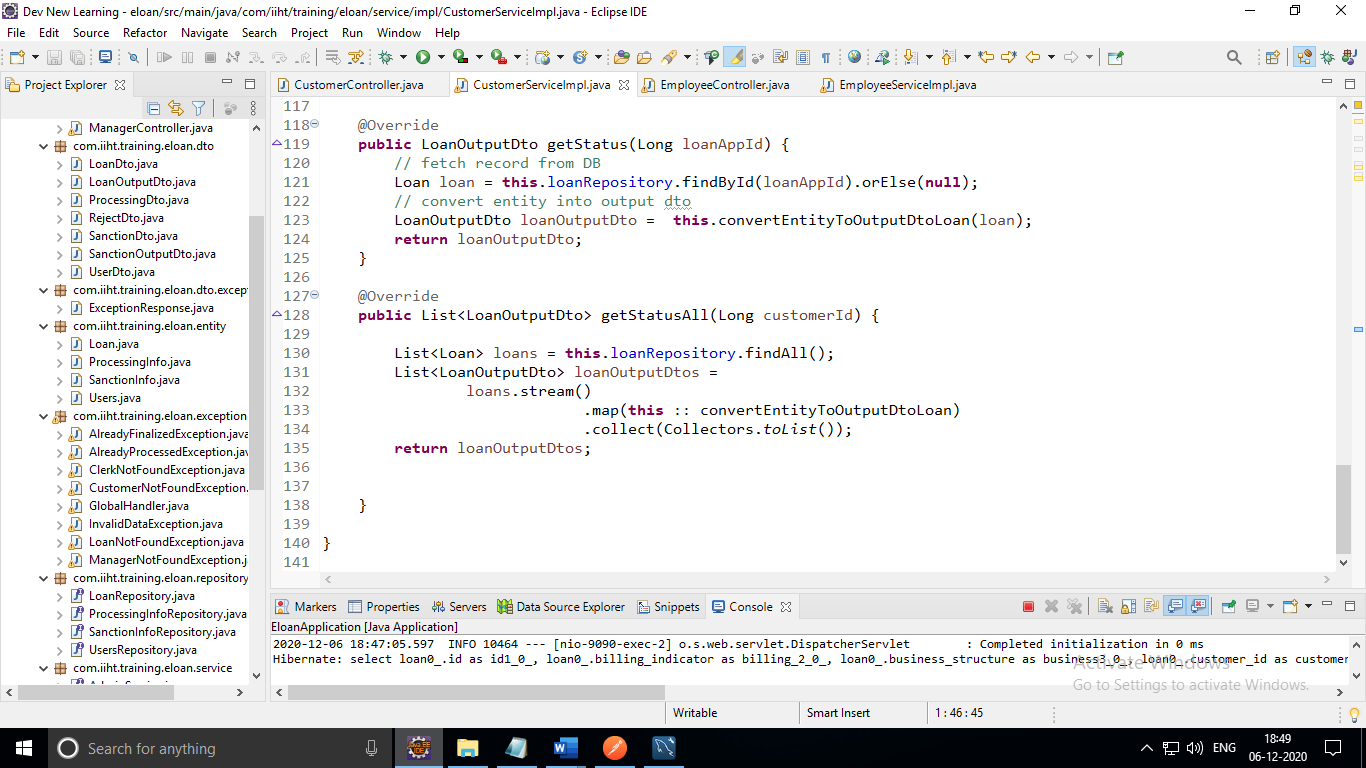 Dev New Learning - eloan/src/main/java/com/iiht/training/eloan/service/impl/CustomerServiceImpl.java - Eclipse IDE
File Edit Source Refactor Navigate Search Project Run Window Help
Project Explorer
ManagerController.java
com.iiht.training.eloan.dto
LoanDto.java
LoanOutputDto.java
ProcessingDto.java
RejectDto.java
SanctionDto.java
SanctionOutputDto.java
UserDto.java
com.iiht.training.eloan.dto.excep
ExceptionResponse.java
com.iiht.training.eloan.entity
Loan.java
ProcessingInfo.java
SanctionInfo.java
Users.java
com.iiht.training.eloan.exception
AlreadyFinalizedException.java
AlreadyProcessedException.jav
ClerkNotFoundException.java
CustomerNotFoundException.
GlobalHandler.java
InvalidDataException.java
LoanNotFoundException.java
ManagerNotFoundException.j
com.iiht.training.eloan.repository
LoanRepository.java
ProcessingInfoRepository.java
SanctionInfoRepository.java
UsersRepository.java
com.iiht.training.eloan.service
CustomerController.java CustomerServiceImpl.java EmployeeController.java EmployeeServiceImpl.java
117
118 @Override
119 public LoanOutputDto getStatus(Long loanAppId) {
120 // fetch record from DB
121 Loan loan = this.loanRepository.findById(loanAppId).orElse(null);
122 // convert entity into output dto
123 LoanOutputDto loanOutputDto =  this.convertEntityToOutputDtoLoan(loan);
124 return loanOutputDto;
125 }
126
127 @Override
128 public List<LoanOutputDto> getStatusAll(Long customerId) {
129
130 List<Loan> loans = this.loanRepository.findAll();
131 List<LoanOutputDto> loanOutputDtos =
132 loans.stream()
133 .map(this :: convertEntityToOutputDtoLoan)
134 .collect(Collectors.toList());
135 return loanOutputDtos;
136
137
138 }
139
140 }
141
Markers Properties Servers Data Source Explorer Snippets Console
EloanApplication [Java Application]
2020-12-06 18:47:05.597  INFO 10464 --- [nio-9090-exec-2] o.s.web.servlet.DispatcherServlet        : Completed initialization in 0 ms
Hibernate: select loan0_.id as id1_0_, loan0_.billing_indicator as billing_2_0_, loan0_.business_structure as business3_0_, loan0_.customer_id as customer
Activate Windows
Go to Settings to activate Windows.
Writable Smart Insert 1 : 46 : 45
Search for anything
ENG
18:49
06-12-2020